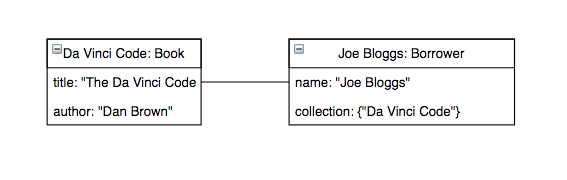 Da Vinci Code: Book
title: "The Da Vinci Code
author: "Dan Brown"
Joe Bloggs: Borrower
name: "Joe Bloggs"
collection: {"Da Vinci Code"}